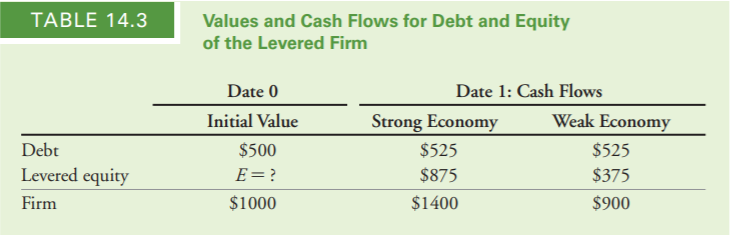 TABLE 14.3 Values and Cash Flows for Debt and Equity
of the Levered Firm
Date 0 Date 1: Cash Flows
Initial Value Strong Economy Weak Economy
Debt $500 $525 $525
Levered equity E = ? $875 $375
Firm $1000 $1400 $900